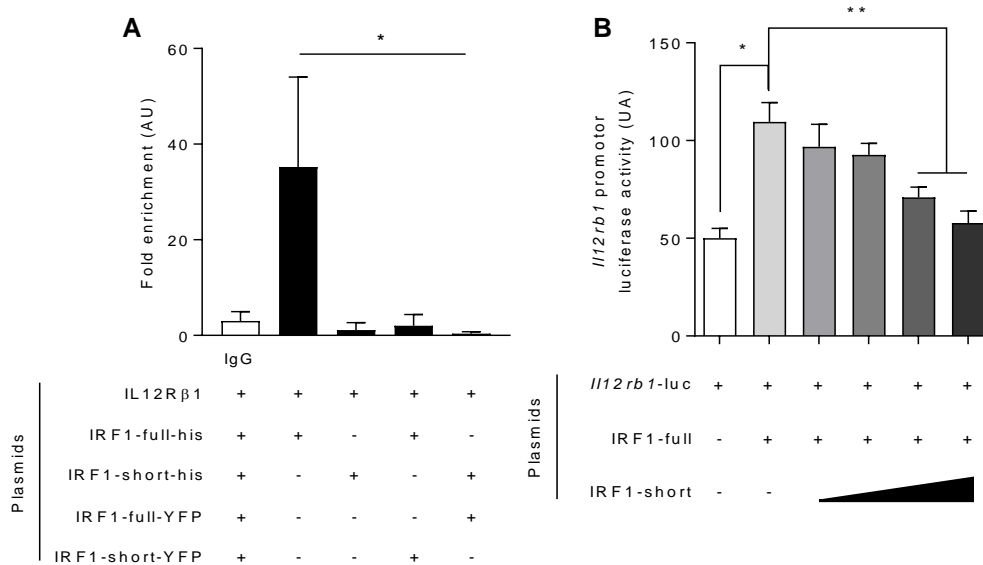 A
*
60
40
20
0
Fold enrichment (AU)
IgG
Plasmids
IL12Rβ1 + + + + +
IRF1-full-his + + - + -
IRF1-short-his + - + - +
IRF1-full-YFP + - - - +
IRF1-short-YFP + - - + -
B
* **
150
100
50
0
Il12rb1 promotor
luciferase activity (UA)
Plasmids
Il12rb1-luc + + + + + +
IRF1-full - + + + + +
IRF1-short - -